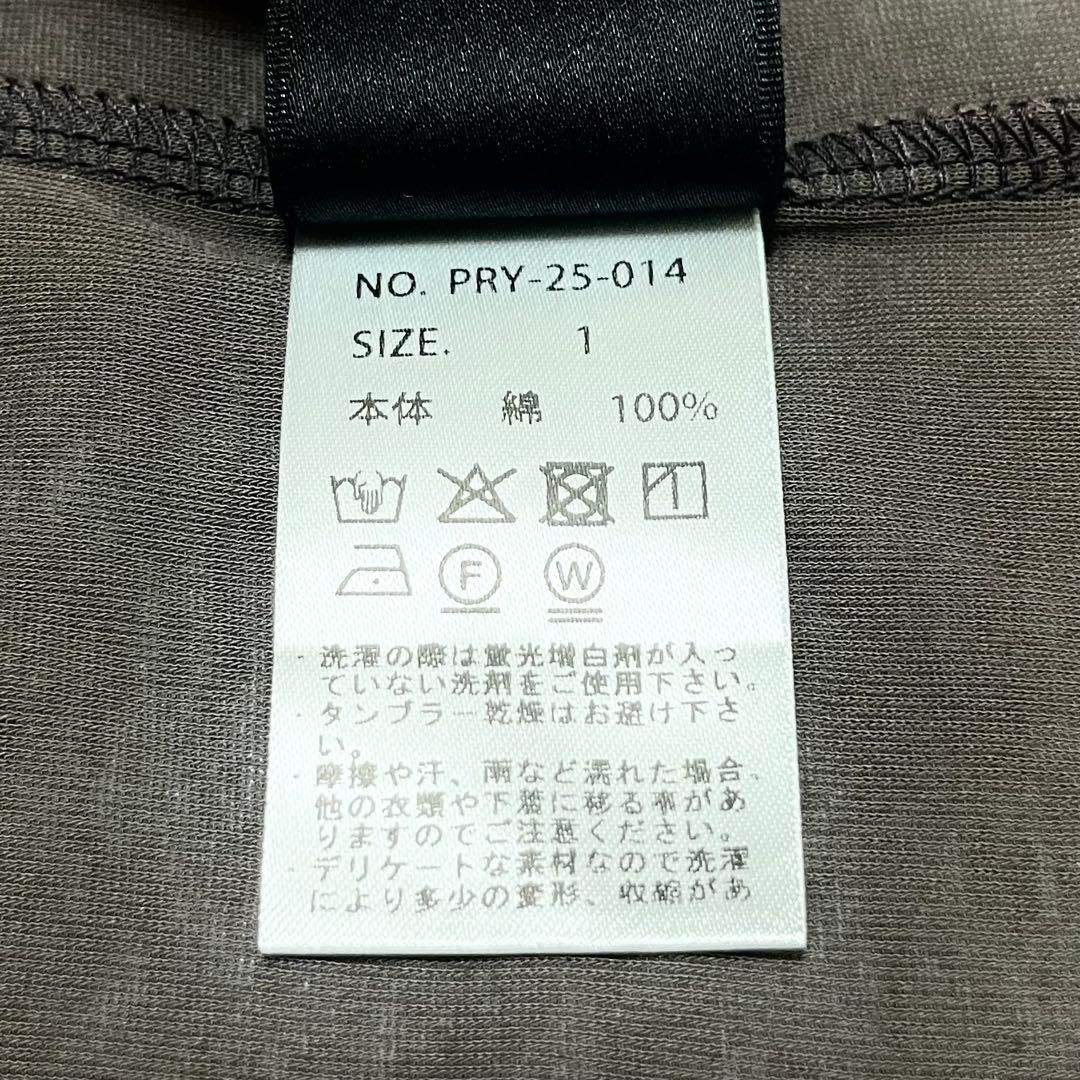 NO. PRY-25-014
SIZE. 1
本体 綿 100%
F W
・洗濯の際は蛍光増白剤が入っ
ていない洗剤をご使用下さい。
・タンブラー乾燥はお避け下さ
い。
・摩擦や汗、雨など濡れた場合、
他の衣類や下着に移る事があ
りますのでご注意ください。
・デリケートな素材なので洗濯
により多少の変形、収縮があ